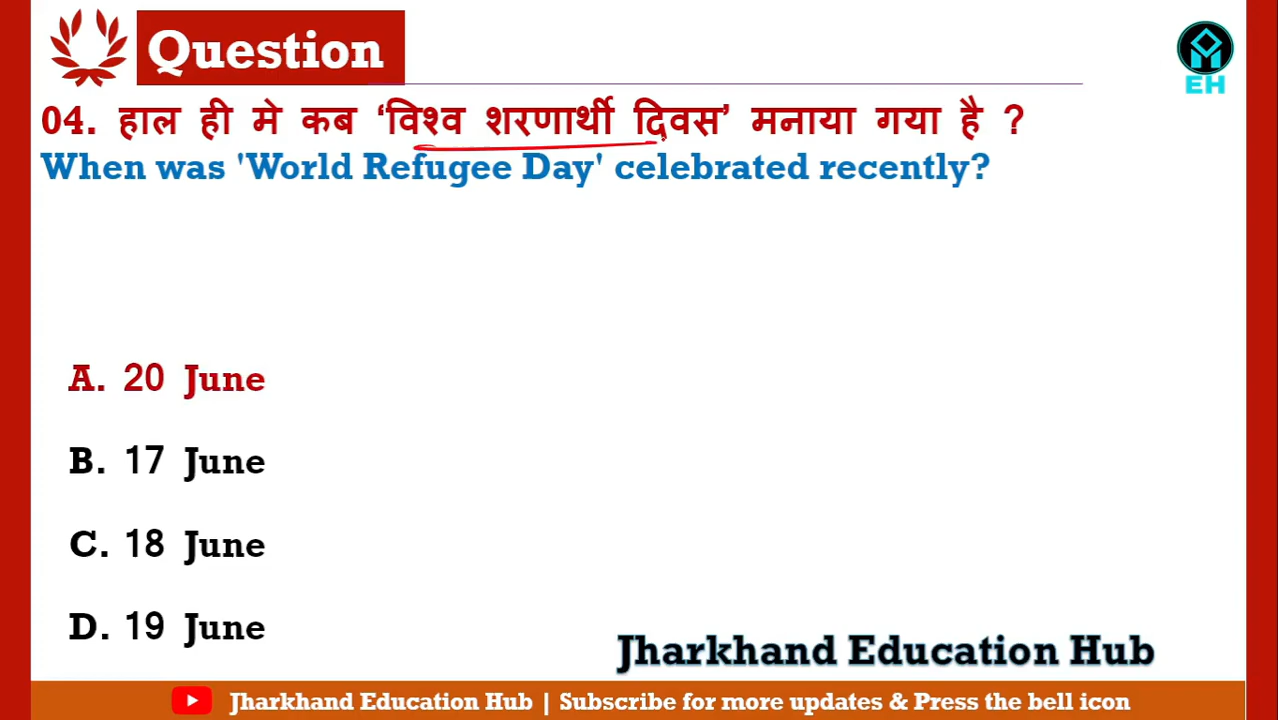 Question
EH
04. हाल ही मे कब ‘विश्व शरणार्थी दिवस’ मनाया गया है ?
When was 'World Refugee Day' celebrated recently?
A. 20 June
B. 17 June
C. 18 June
D. 19 June
Jharkhand Education Hub
Jharkhand Education Hub | Subscribe for more updates & Press the bell icon